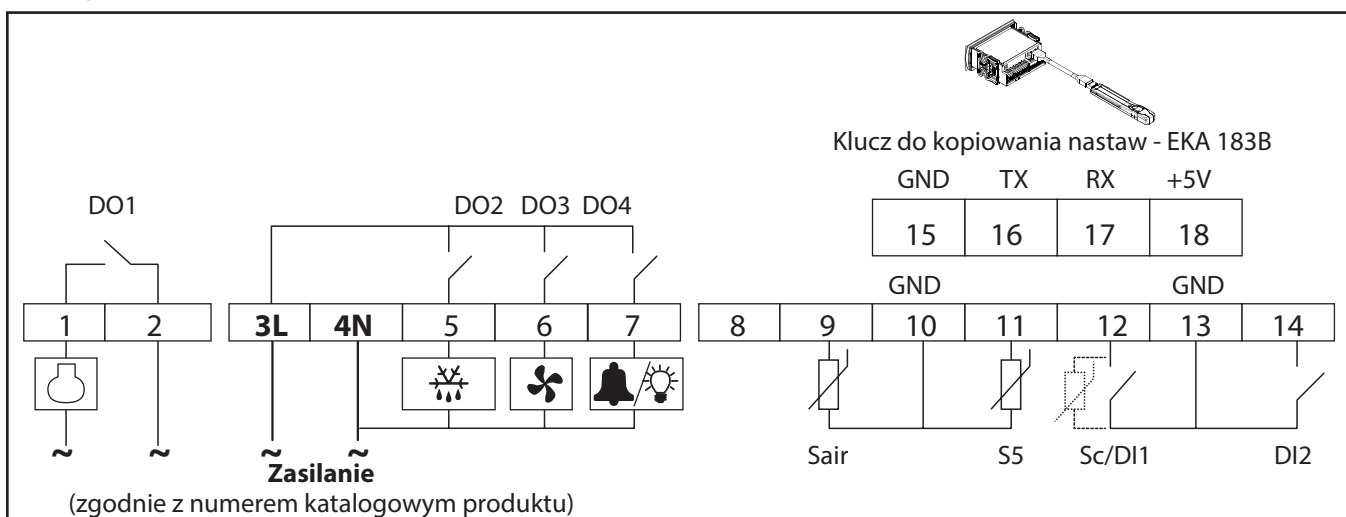 Klucz do kopiowania nastaw - EKA 183B
GND TX RX +5V
15 16 17 18
DO1 DO2 DO3 DO4
GND GND
1 2 3L 4N 5 6 7 8 9 10 11 12 13 14
~ ~ ~ ~
Sair S5 Sc/DI1 DI2
Zasilanie
(zgodnie z numerem katalogowym produktu)